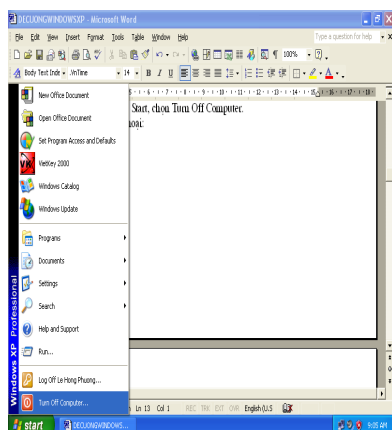 DECUONGWINDOWSXP - Microsoft Word
File Edit View Insert Format Tools Table Window Help Type a question for help
100%
Body Text Inde .VnTime 14 B I U
Start, chọn Turn Off Computer.
thoại:
New Office Document
Open Office Document
Set Program Access and Defaults
VietKey 2000
Windows Catalog
Windows Update
Programs
Documents
Settings
Search
Help and Support
Run...
Log Off Le Hong Phuong...
Turn Off Computer...
Windows XP Professional
Ln 13 Col 1 REC TRK EXT OVR English (U.S
start DECUONGWINDOWS... 9:05 AM